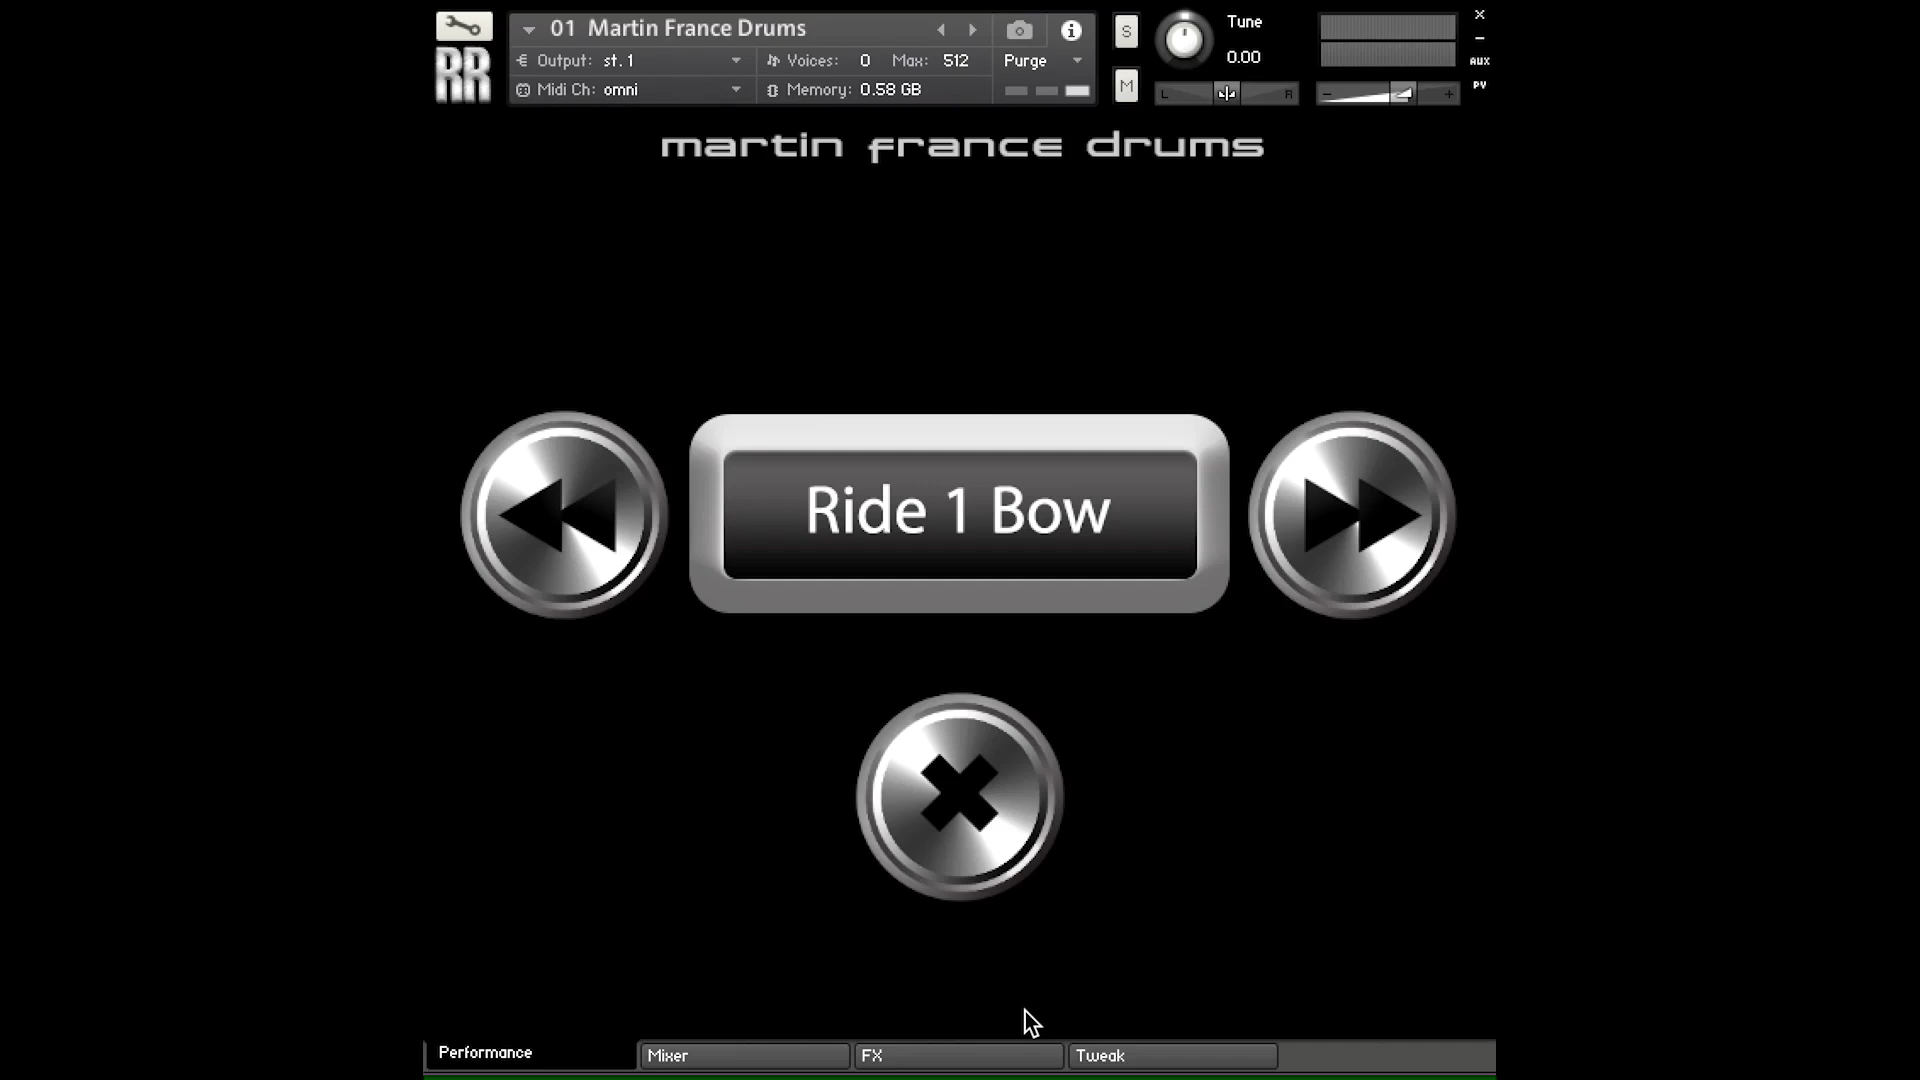 01 Martin France Drums
Output: st.1
Voices: 0 Max: 512
Purge
Midi Ch: omni
Memory: 0.58 GB
RR
S
M
Tune
0.00
L
R
AUX
PV
martin france drums
Ride 1 Bow
Performance
Mixer
FX
Tweak